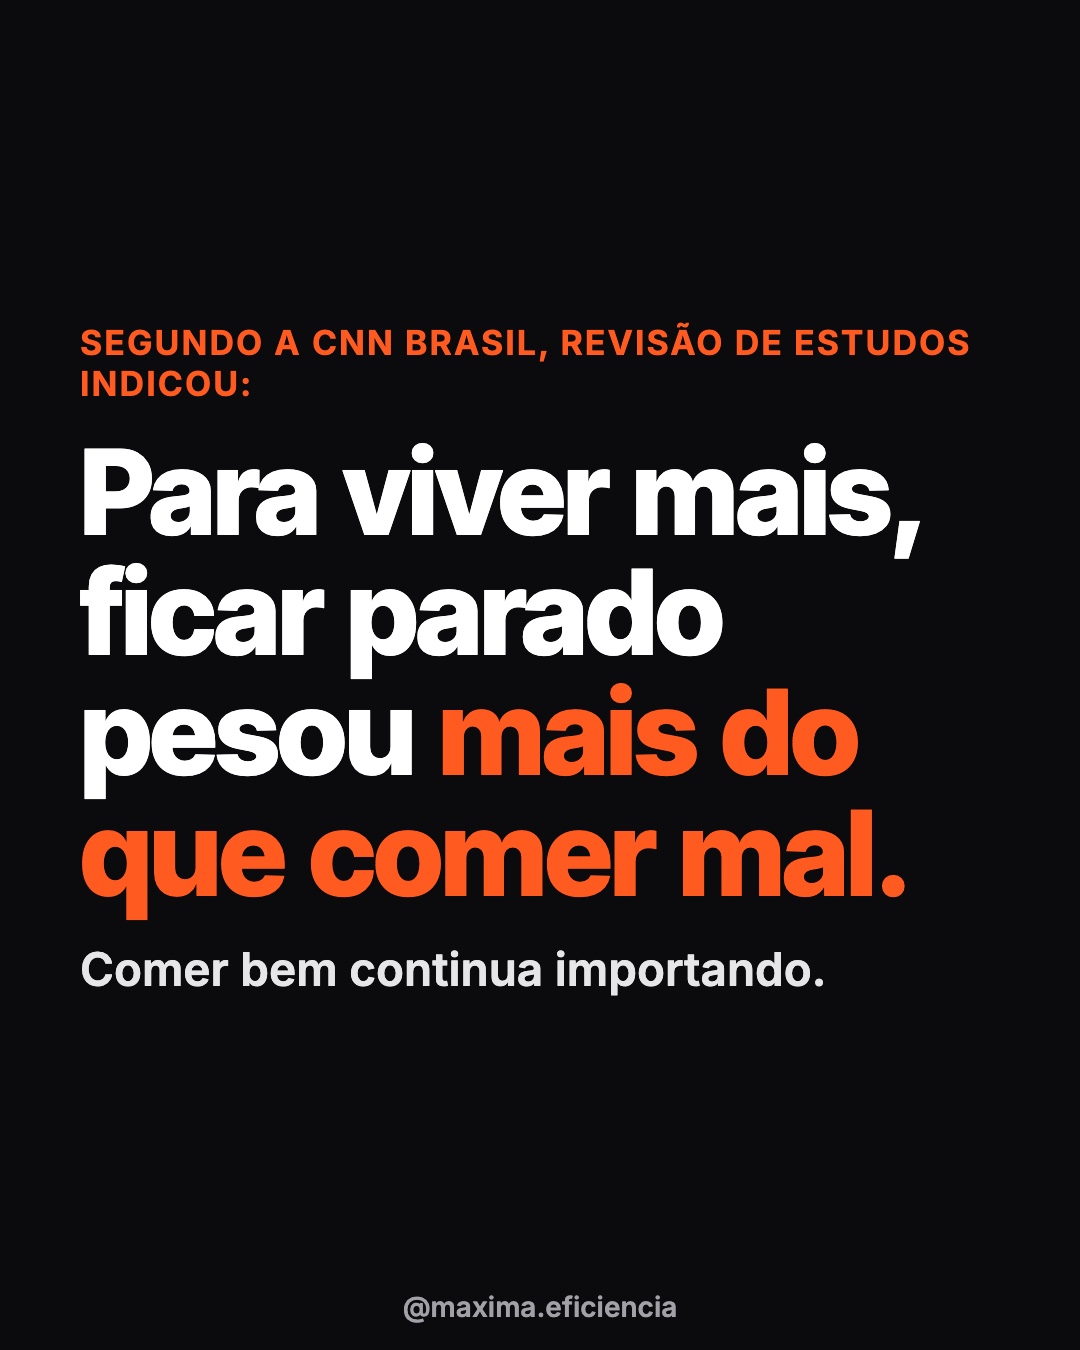 SEGUNDO A CNN BRASIL, REVISÃO DE ESTUDOS
INDICOU:
Para viver mais,
ficar parado
pesou mais do
que comer mal.
Comer bem continua importando.
@maxima.eficiencia